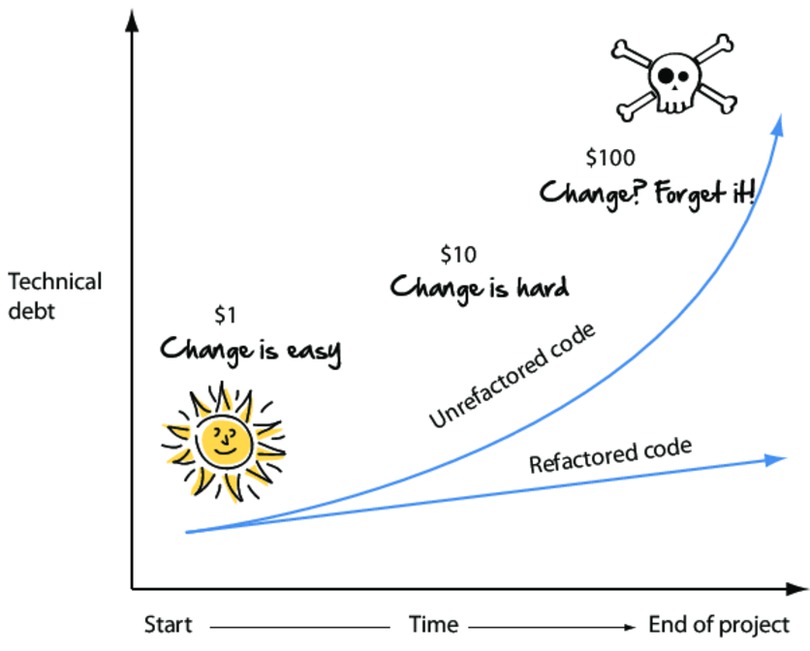 $100
Change? Forget it!
$10
Change is hard
Technical
debt
$1
Change is easy
Unrefactored code
Refactored code
Start
Time
End of project